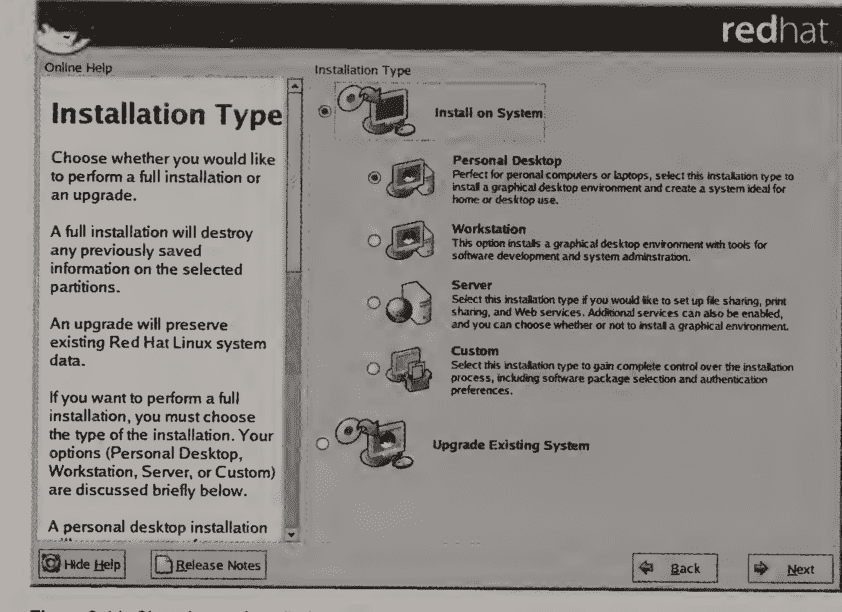 redhat.
Online Help
Installation Type
Choose whether you would like
to perform a full installation or
an upgrade.
A full installation will destroy
any previously saved
information on the selected
partitions.
An upgrade will preserve
existing Red Hat Linux system
data.
If you want to perform a full
installation, you must choose
the type of the installation. Your
options (Personal Desktop,
Workstation, Server, or Custom)
are discussed briefly below.
A personal desktop installation
Installation Type
Install on System
Personal Desktop
Perfect for peronal computers or laptops, select this installation type to
install a graphical desktop environment and create a system ideal for
home or desktop use.
Workstation
This option installs a graphical desktop environment with tools for
software development and system adminstration.
Server
Select this installation type if you would like to set up file sharing, print
sharing, and Web services. Additional services can also be enabled,
and you can choose whether or not to install a graphical environment.
Custom
Select this installation type to gain complete control over the installation
process, including software package selection and authentication
preferences.
Upgrade Existing System
Hide Help
Release Notes
Back
Next